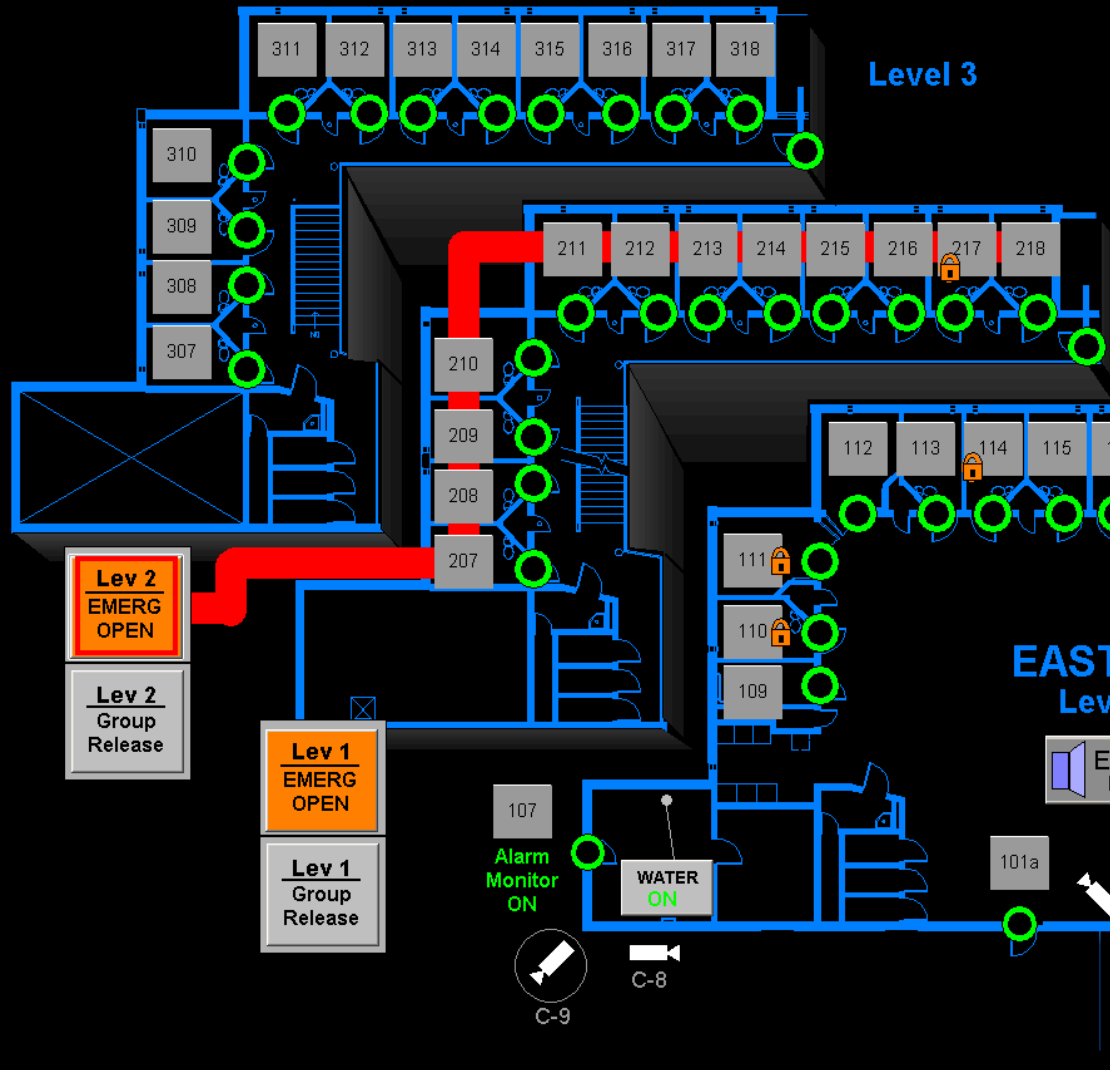 311 312 313 314 315 316 317 318
Level 3
310
309
308
307
211 212 213 214 215 216 217 218
210
209
208
207
112 113 114 115
111
110
109
EAST
Lev 2
EMERG
OPEN
Lev 2
Group
Release
Lev 1
EMERG
OPEN
Lev 1
Group
Release
107
Alarm
Monitor
ON
WATER
ON
101a
C-8
C-9